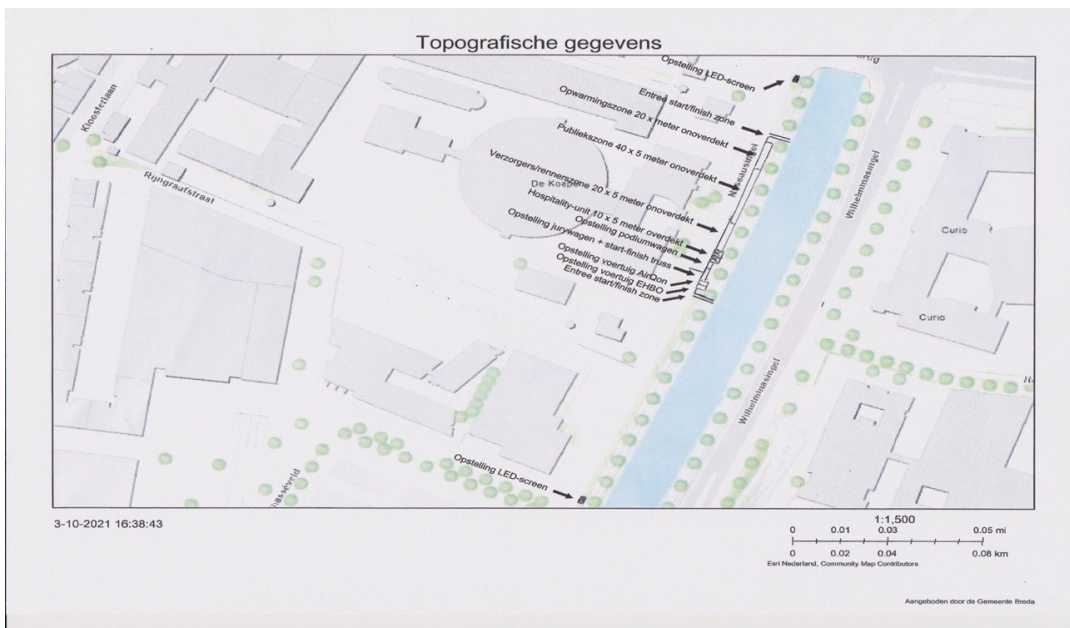 Topografische gegevens
Opstelling LED-screen
Entree start/finish zone
Opwarmingszone 20 x meter onoverdekt
Publiekszone 40 x 5 meter onoverdekt
Verzorgers/rennerszone 20 x 5 meter onoverdekt
Hospitality-unit 10 x 5 meter overdekt
Opstelling podiumwagen
Opstelling jurywagen + start-finish truss
Opstelling voertuig AirQon
Opstelling voertuig EHBO
Entree start/finish zone
Kloosterlaan
Rijngraafstraat
De Koepel
Nassausingel
Wilhelminasingel
Curio
Curio
Wilhelminasingel
Opstelling LED-screen
3-10-2021 16:38:43
1:1,500
0 0.01 0.03 0.05 mi
0 0.02 0.04 0.08 km
Esri Nederland, Community Map Contributors
Aangeboden door de Gemeente Breda